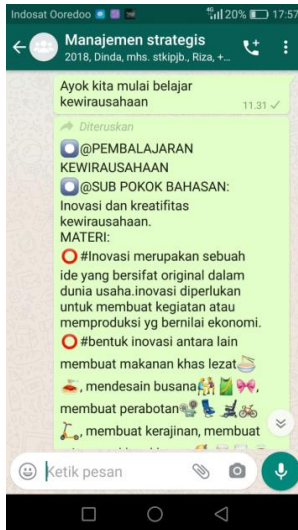 Indosat Ooredoo 20% 17:57
Manajemen strategis
2018, Dinda, mhs. stkipjb., Riza, +...
Ayok kita mulai belajar
kewirausahaan
11.31
Diteruskan
@PEMBALAJARAN
KEWIRAUSAHAAN
@SUB POKOK BAHASAN:
Inovasi dan kreatifitas
kewirausahaan.
MATERI:
#Inovasi merupakan sebuah
ide yang bersifat original dalam
dunia usaha.inovasi diperlukan
untuk membuat kegiatan atau
memproduksi yg bernilai ekonomi.
#bentuk inovasi antara lain
membuat makanan khas lezat
, mendesain busana
membuat perabotan
, membuat kerajinan, membuat
Ketik pesan